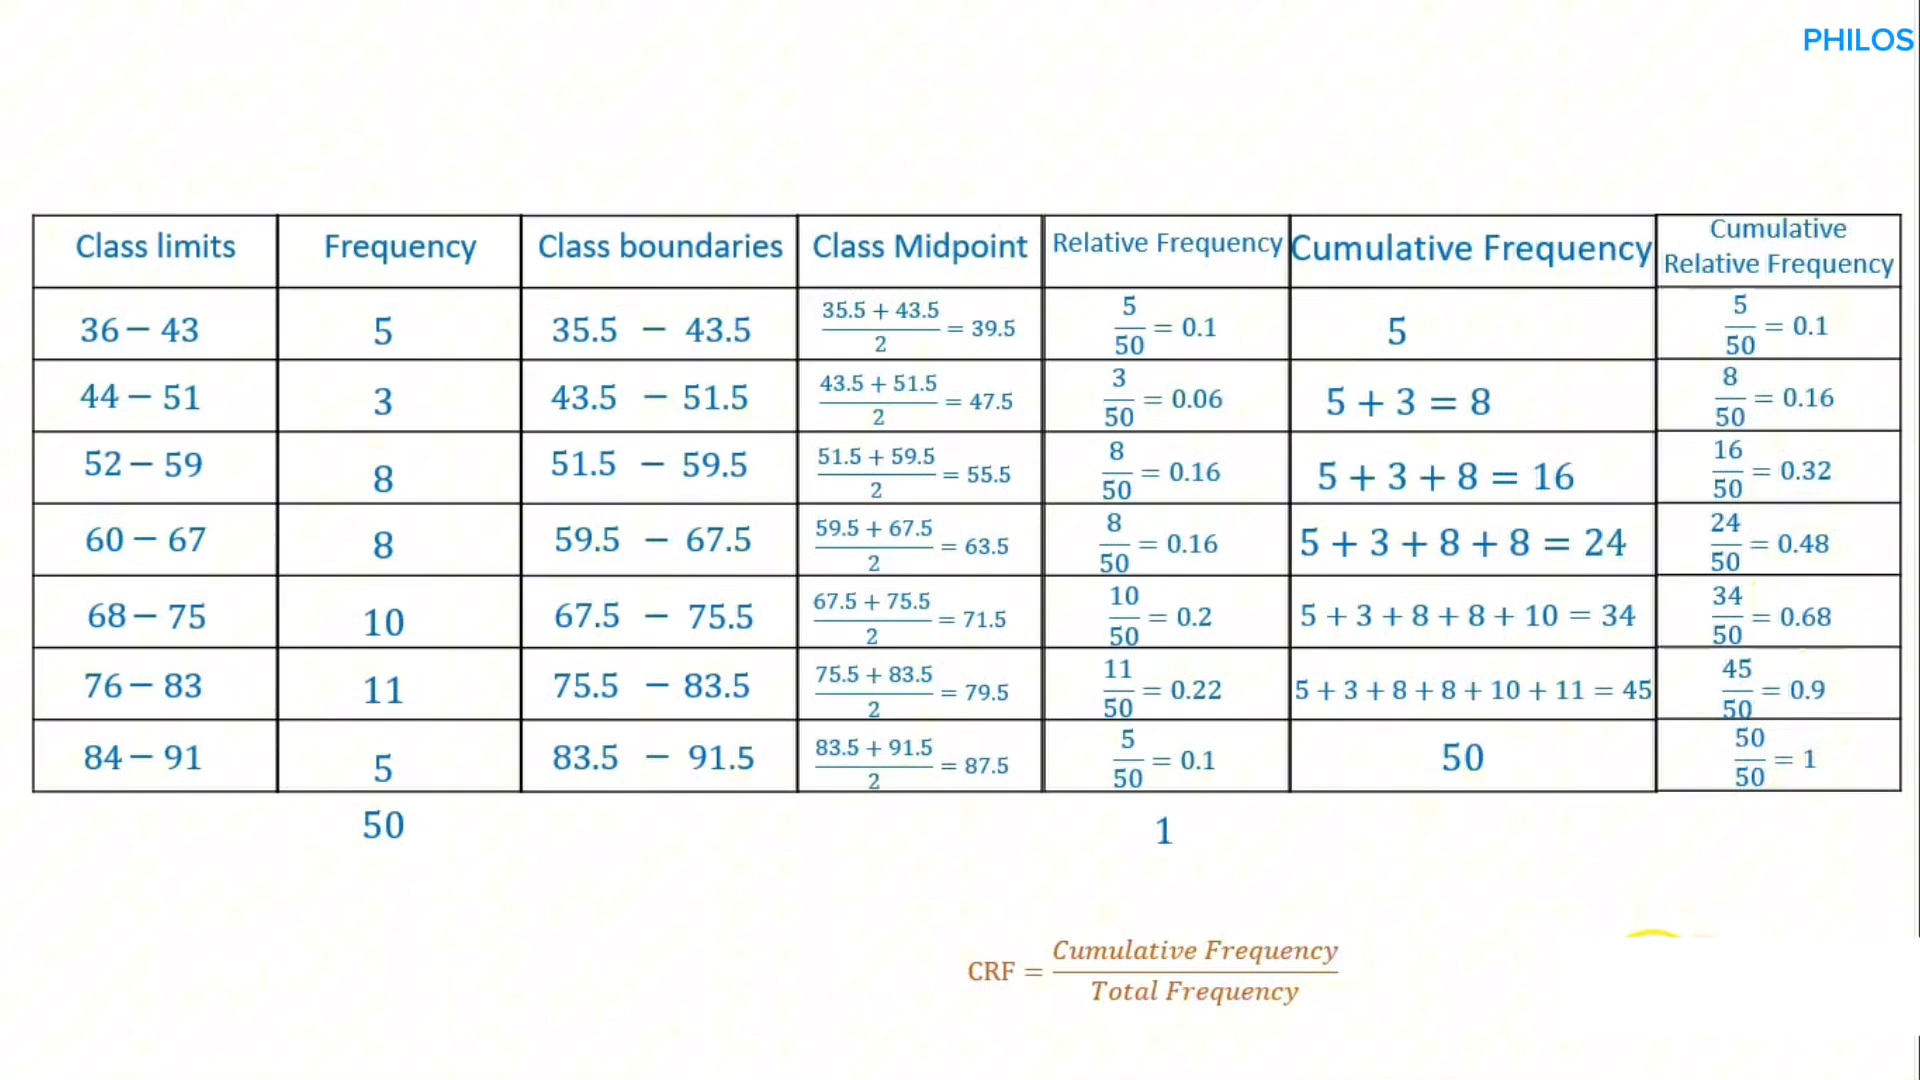 PHILOS
Class limits Frequency Class boundaries Class Midpoint Relative Frequency Cumulative Frequency Cumulative Relative Frequency
36 − 43 5 35.5 − 43.5 35.5 + 43.5 / 2 = 39.5 5/50 = 0.1 5 5/50 = 0.1
44 − 51 3 43.5 − 51.5 43.5 + 51.5 / 2 = 47.5 3/50 = 0.06 5 + 3 = 8 8/50 = 0.16
52 − 59 8 51.5 − 59.5 51.5 + 59.5 / 2 = 55.5 8/50 = 0.16 5 + 3 + 8 = 16 16/50 = 0.32
60 − 67 8 59.5 − 67.5 59.5 + 67.5 / 2 = 63.5 8/50 = 0.16 5 + 3 + 8 + 8 = 24 24/50 = 0.48
68 − 75 10 67.5 − 75.5 67.5 + 75.5 / 2 = 71.5 10/50 = 0.2 5 + 3 + 8 + 8 + 10 = 34 34/50 = 0.68
76 − 83 11 75.5 − 83.5 75.5 + 83.5 / 2 = 79.5 11/50 = 0.22 5 + 3 + 8 + 8 + 10 + 11 = 45 45/50 = 0.9
84 − 91 5 83.5 − 91.5 83.5 + 91.5 / 2 = 87.5 5/50 = 0.1 50 50/50 = 1
50 1
CRF = Cumulative Frequency / Total Frequency